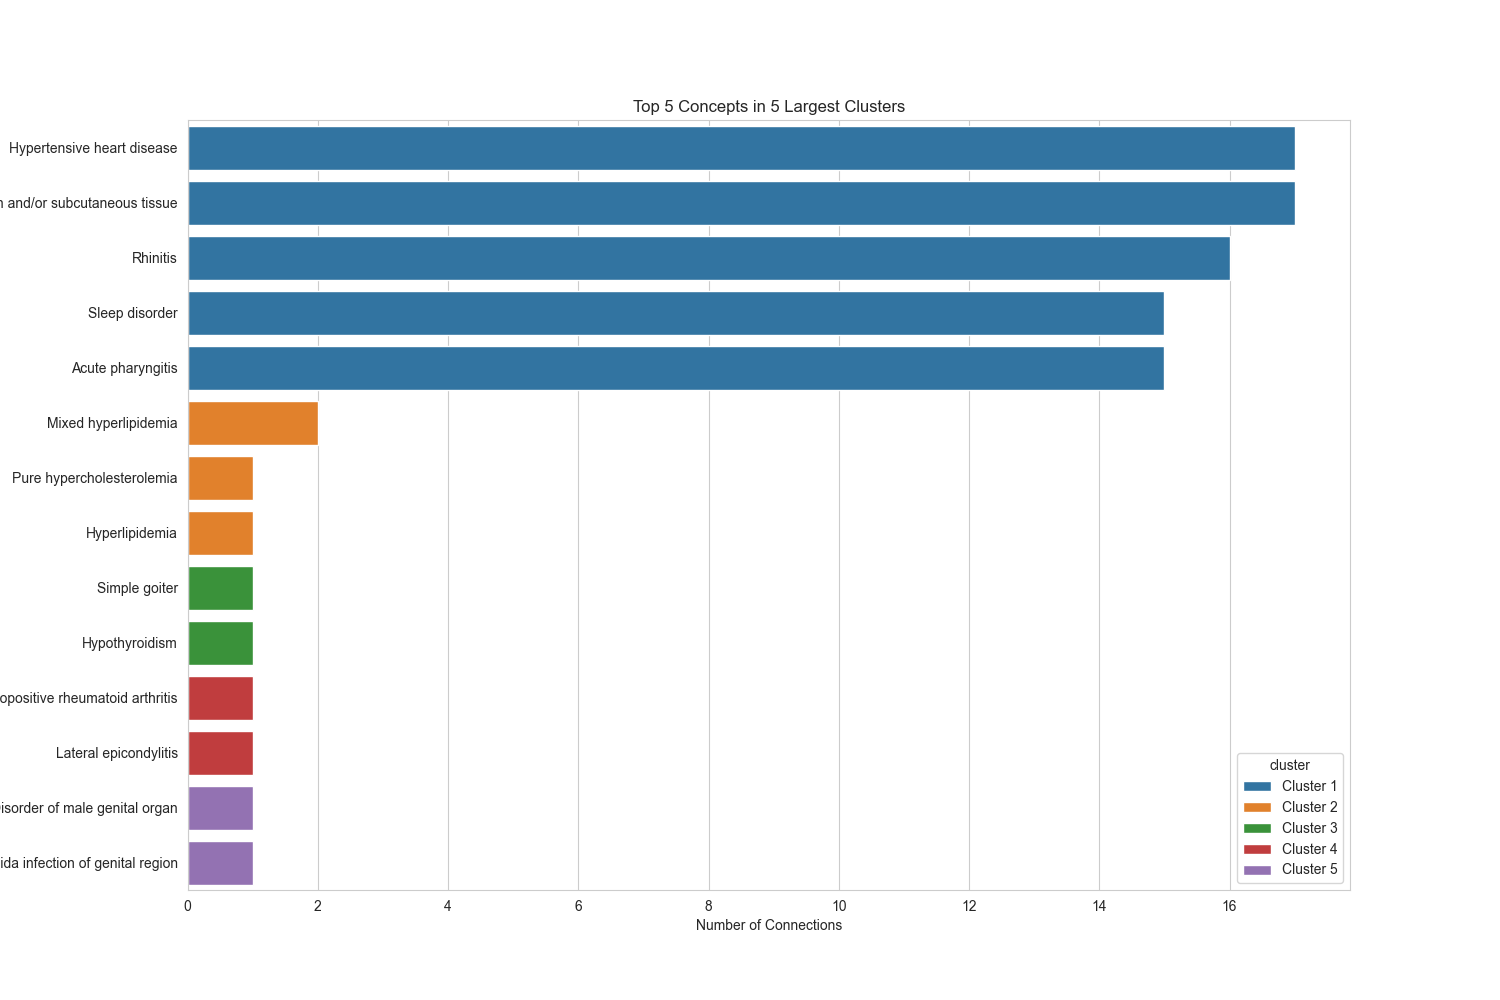 Top 5 Concepts in 5 Largest Clusters
Hypertensive heart disease
and/or subcutaneous tissue
Rhinitis
Sleep disorder
Acute pharyngitis
Mixed hyperlipidemia
Pure hypercholesterolemia
Hyperlipidemia
Simple goiter
Hypothyroidism
opositive rheumatoid arthritis
Lateral epicondylitis
isorder of male genital organ
ida infection of genital region
0 2 4 6 8 10 12 14 16
Number of Connections
cluster
Cluster 1
Cluster 2
Cluster 3
Cluster 4
Cluster 5